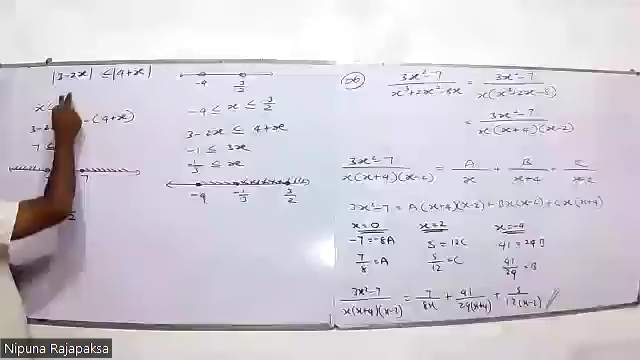 |3-2x| ≤ |4+x|
-4 3/2
x ≤
3-2x -(4+x)
7 ≤
7
-4 ≤ x ≤ 3/2
3-2x ≤ 4+x
-1 ≤ 3x
-1/3 ≤ x
-4 -1/3 3/2
06 (3x²-7)/(x³+2x²-8x) = (3x²-7)/(x(x²+2x-8))
= (3x²-7)/(x(x+4)(x-2))
(3x²-7)/(x(x+4)(x-2)) = A/x + B/(x+4) + C/(x-2)
3x²-7 = A(x+4)(x-2)+Bx(x-2)+Cx(x+4)
x=0 x=2 x=-4
-7=-8A 5=12C 41=24B
7/8=A 5/12=C 41/24=B
(3x²-7)/(x(x+4)(x-2)) = 7/8x + 41/24(x+4) + 5/12(x-2) //
Nipuna Rajapaksa